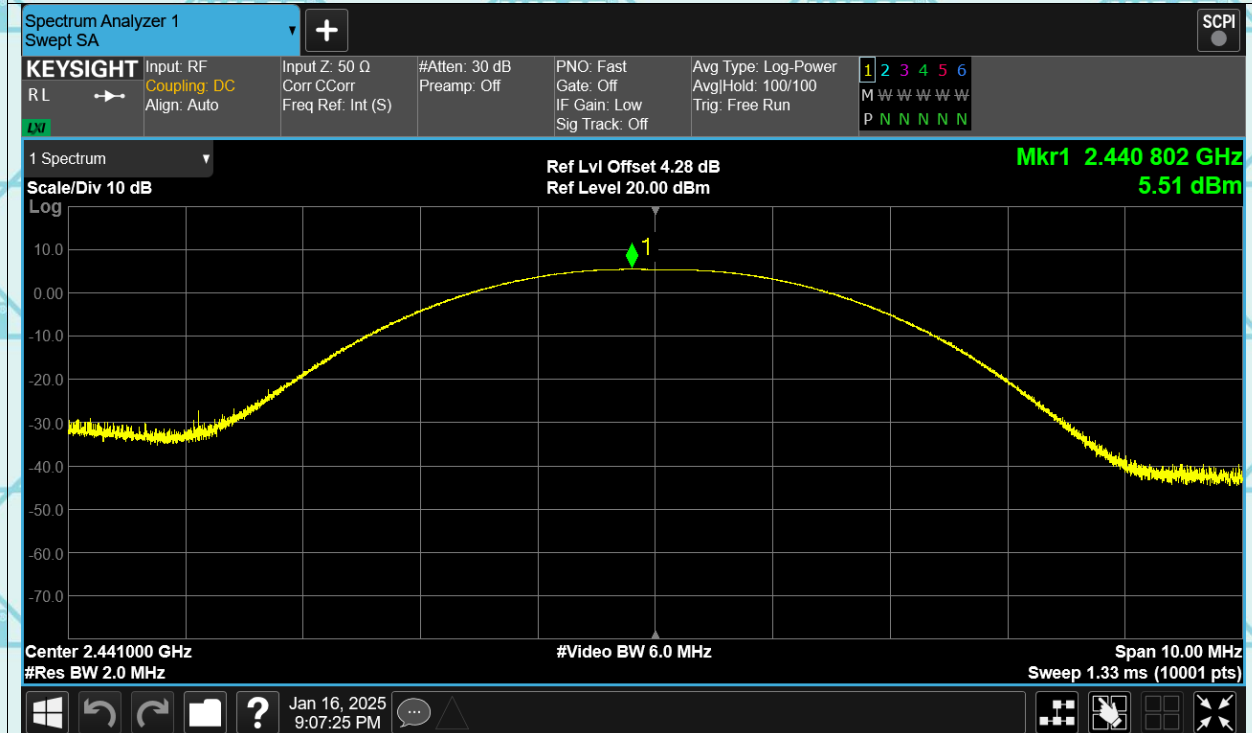 Spectrum Analyzer 1
Swept SA
+
SCPI
KEYSIGHT
RL
LXI
Input: RF
Coupling: DC
Align: Auto
Input Z: 50 Ω
Corr CCorr
Freq Ref: Int (S)
#Atten: 30 dB
Preamp: Off
PNO: Fast
Gate: Off
IF Gain: Low
Sig Track: Off
Avg Type: Log-Power
Avg|Hold: 100/100
Trig: Free Run
1 2 3 4 5 6
M W W W W W
P N N N N N
1 Spectrum
Scale/Div 10 dB
Log
Ref Lvl Offset 4.28 dB
Ref Level 20.00 dBm
Mkr1 2.440 802 GHz
5.51 dBm
1
10.0
0.00
-10.0
-20.0
-30.0
-40.0
-50.0
-60.0
-70.0
Center 2.441000 GHz
#Res BW 2.0 MHz
#Video BW 6.0 MHz
Span 10.00 MHz
Sweep 1.33 ms (10001 pts)
?
Jan 16, 2025
9:07:25 PM